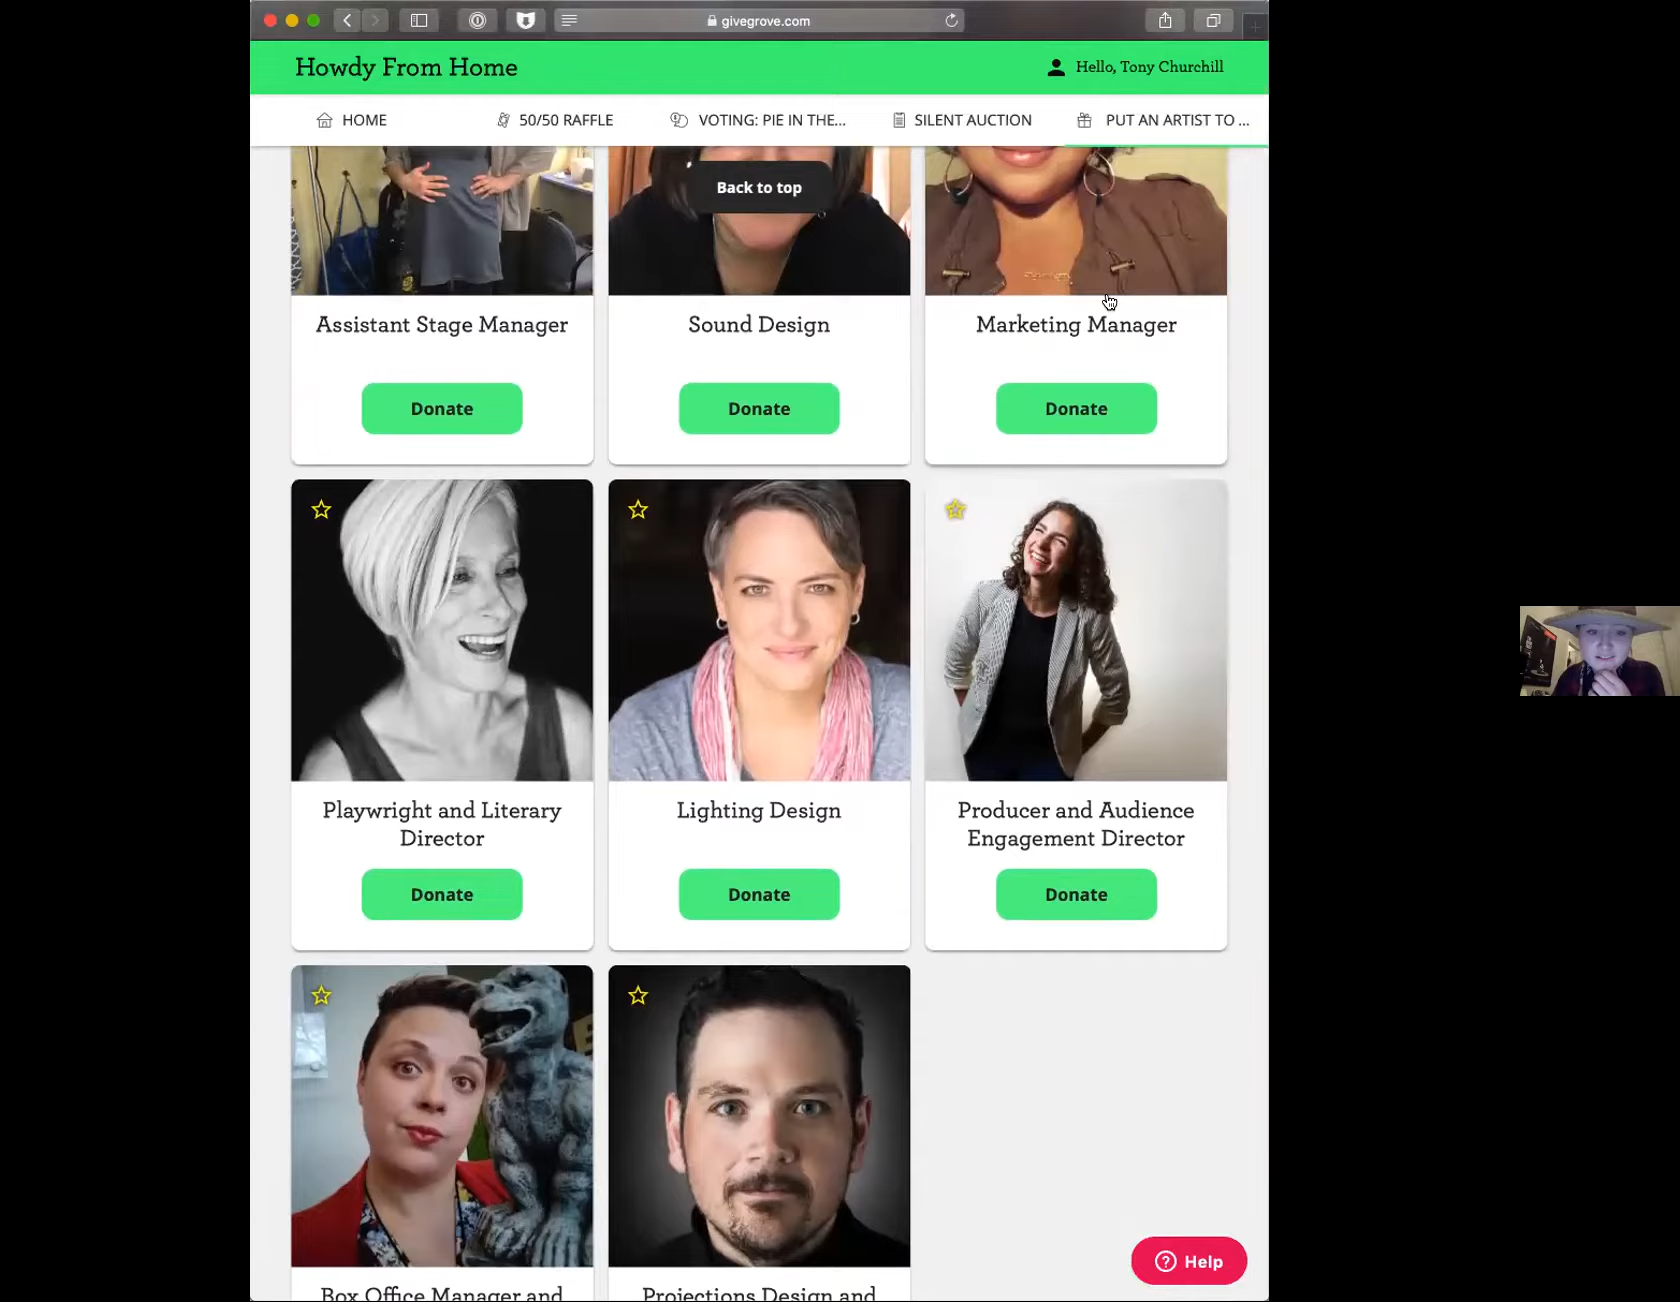 givegrove.com
Howdy From Home
Hello, Tony Churchill
HOME
50/50 RAFFLE
VOTING: PIE IN THE...
SILENT AUCTION
PUT AN ARTIST TO ...
Back to top
Assistant Stage Manager
Sound Design
Marketing Manager
Donate
Donate
Donate
Playwright and Literary
Director
Lighting Design
Producer and Audience
Engagement Director
Donate
Donate
Donate
Box Office Manager and
Projections Design and
Help